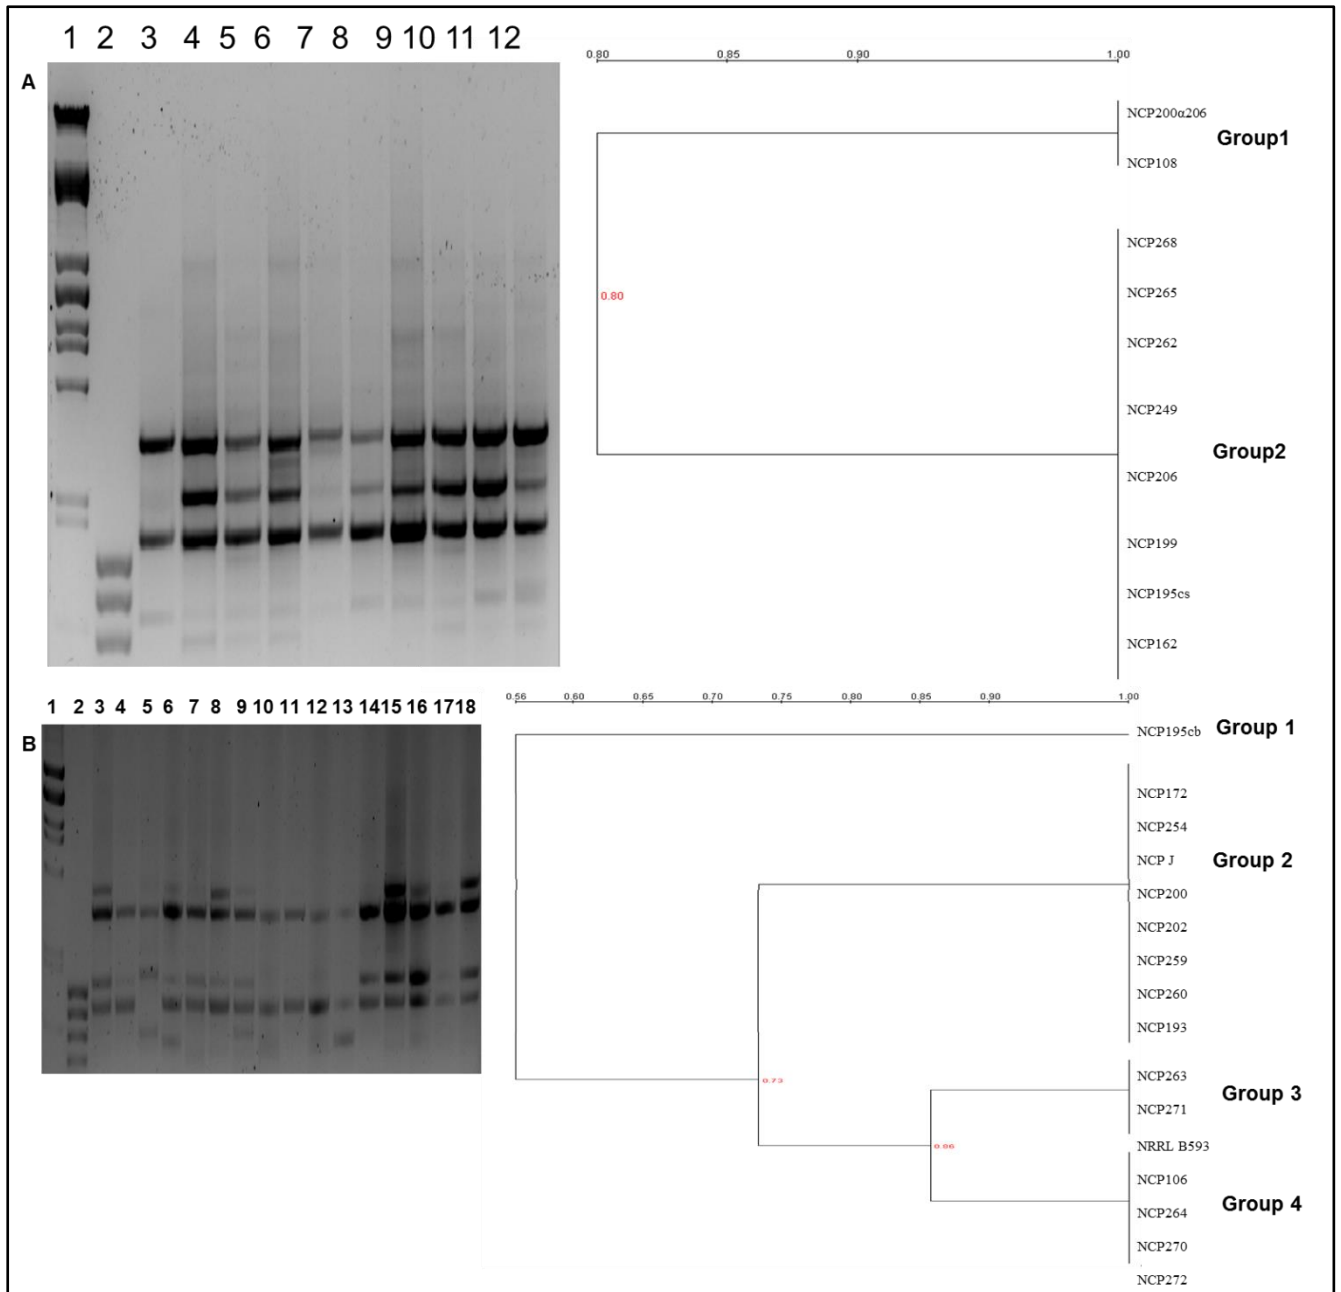 1 2 3 4 5 6 7 8 9 10 11 12
A
0.80 0.85 0.90 1.00
NCP200α206
Group1
NCP108
NCP268
NCP265
0.80
NCP262
NCP249
Group2
NCP206
NCP199
NCP195cs
NCP162
1 2 3 4 5 6 7 8 9 10 11 12 13 14 15 16 17 18
B
0.56 0.60 0.65 0.70 0.75 0.80 0.85 0.90 1.00
NCP195cb Group 1
NCP172
NCP254
NCP J Group 2
NCP200
NCP202
NCP259
NCP260
NCP193
NCP263
0.73
Group 3
NCP271
NRRL B593
0.86
NCP106
Group 4
NCP264
NCP270
NCP272